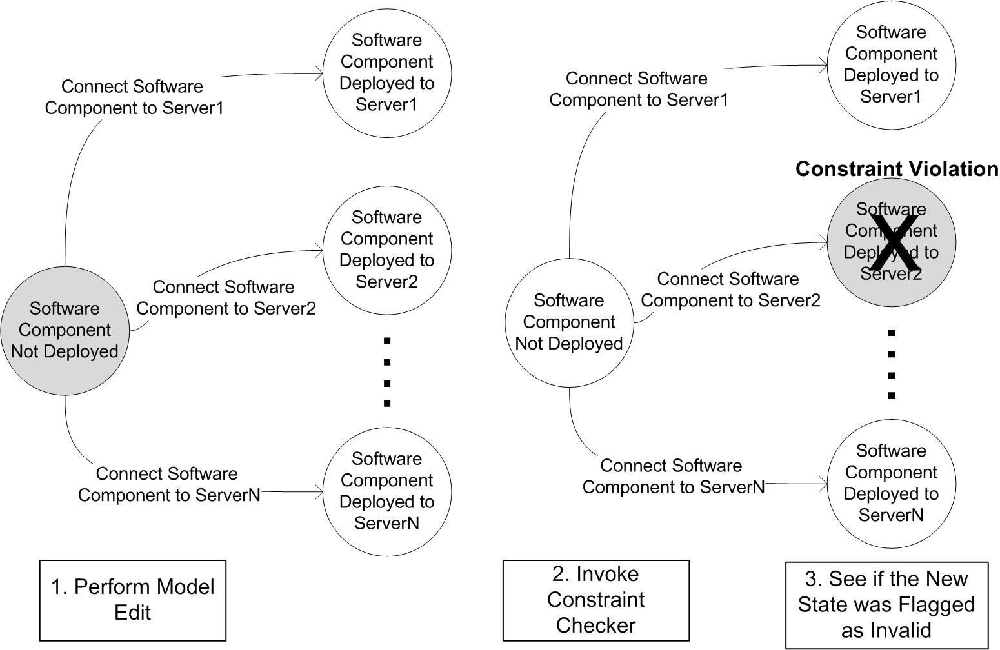 Software
Component
Deployed to
Server1
Connect Software
Component to Server1
Software
Component
Deployed to
Server2
Connect Software
Component to Server2
Software
Component
Not Deployed
Connect Software
Component to ServerN
Software
Component
Deployed to
ServerN
1. Perform Model
Edit
Software
Component
Deployed to
Server1
Connect Software
Component to Server1
Constraint Violation
Software
Component
Deployed to
Server2
X
Connect Software
Component to Server2
Software
Component
Not Deployed
Connect Software
Component to ServerN
Software
Component
Deployed to
ServerN
2. Invoke
Constraint
Checker
3. See if the New
State was Flagged
as Invalid